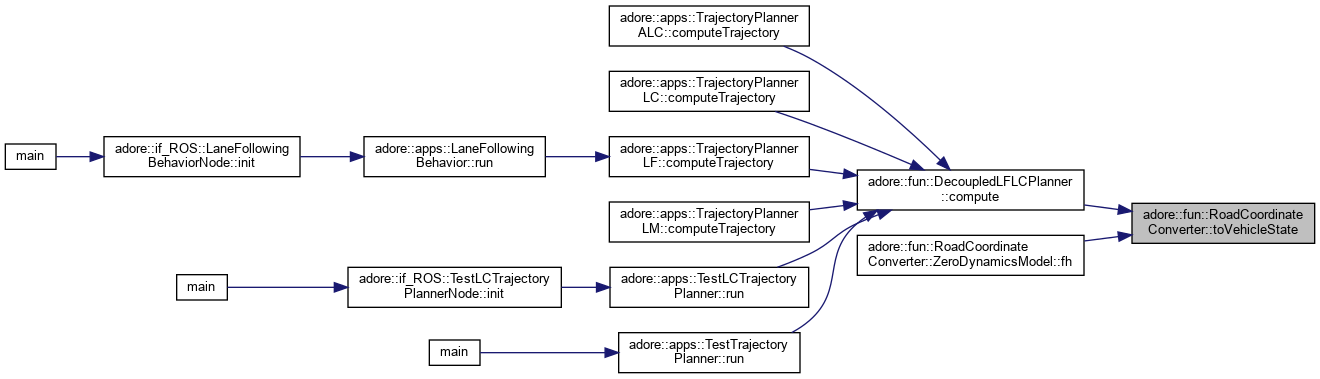 adore::apps::TrajectoryPlanner
ALC::computeTrajectory
adore::apps::TrajectoryPlanner
LC::computeTrajectory
main
adore::if_ROS::LaneFollowing
BehaviorNode::init
adore::apps::LaneFollowing
Behavior::run
adore::apps::TrajectoryPlanner
LF::computeTrajectory
adore::fun::DecoupledLFLCPlanner
::compute
adore::apps::TrajectoryPlanner
LM::computeTrajectory
adore::fun::RoadCoordinate
Converter::toVehicleState
adore::fun::RoadCoordinate
Converter::ZeroDynamicsModel::fh
main
adore::if_ROS::TestLCTrajectory
PlannerNode::init
adore::apps::TestLCTrajectory
Planner::run
main
adore::apps::TestTrajectory
Planner::run